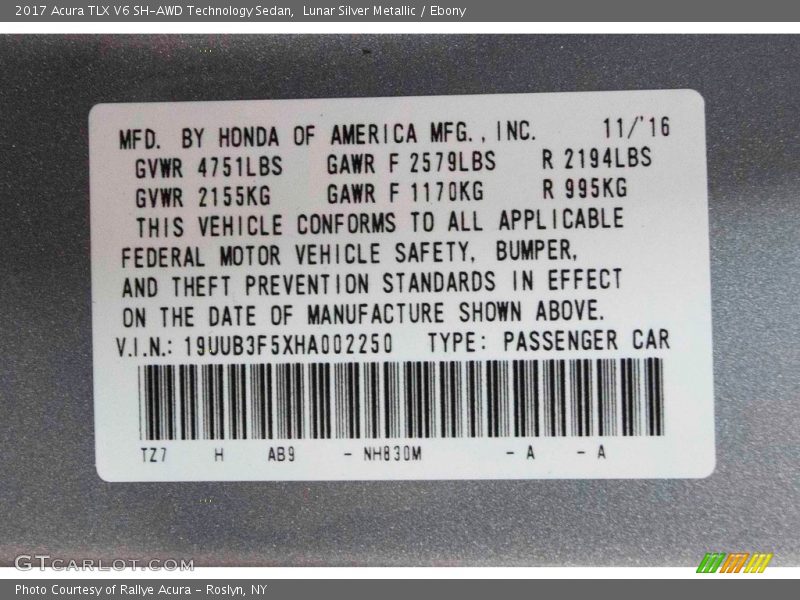 2017 Acura TLX V6 SH-AWD Technology Sedan, Lunar Silver Metallic / Ebony
MFD. BY HONDA OF AMERICA MFG., INC. 11/'16
GVWR 4751LBS GAWR F 2579LBS R 2194LBS
GVWR 2155KG GAWR F 1170KG R 995KG
THIS VEHICLE CONFORMS TO ALL APPLICABLE
FEDERAL MOTOR VEHICLE SAFETY, BUMPER,
AND THEFT PREVENTION STANDARDS IN EFFECT
ON THE DATE OF MANUFACTURE SHOWN ABOVE.
V.I.N.: 19UUB3F5XHA002250 TYPE: PASSENGER CAR
TZ7 H AB9 - NH830M - A - A
GTCARLOT.COM
Photo Courtesy of Rallye Acura - Roslyn, NY